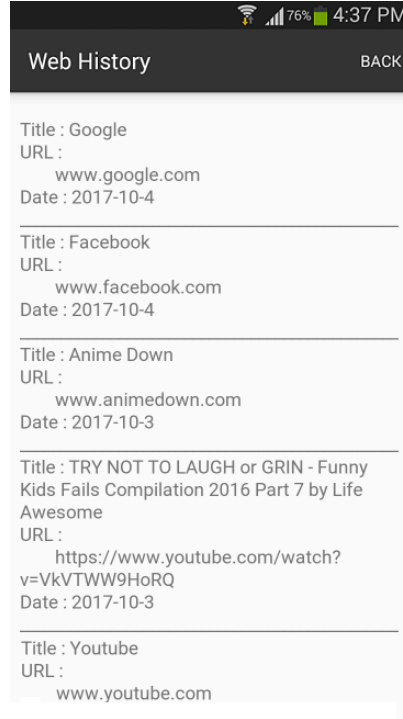 76% 4:37 PM
Web History BACK
Title : Google
URL :
www.google.com
Date : 2017-10-4
Title : Facebook
URL :
www.facebook.com
Date : 2017-10-4
Title : Anime Down
URL :
www.animedown.com
Date : 2017-10-3
Title : TRY NOT TO LAUGH or GRIN - Funny
Kids Fails Compilation 2016 Part 7 by Life
Awesome
URL :
https://www.youtube.com/watch?
v=VkVTWW9HoRQ
Date : 2017-10-3
Title : Youtube
URL :
www.youtube.com